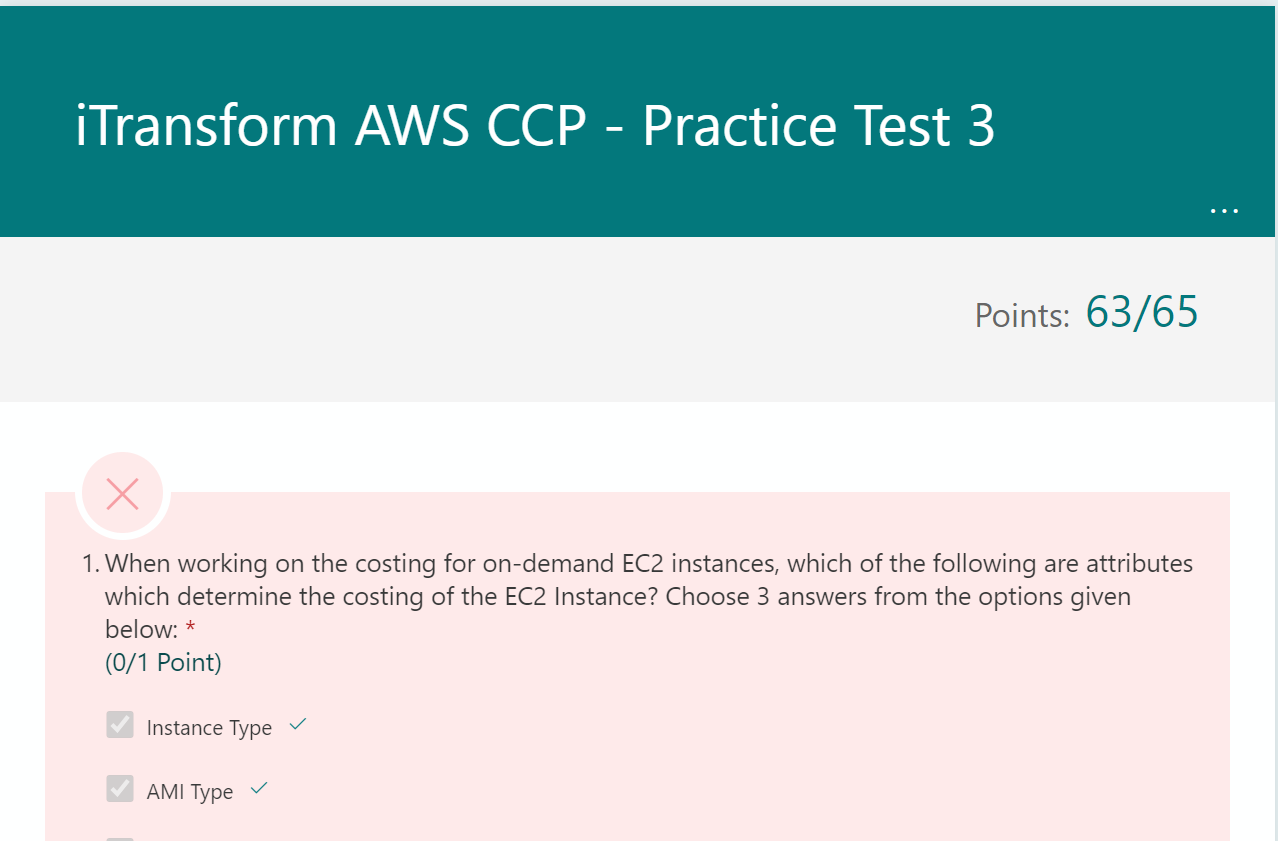 iTransform AWS CCP - Practice Test 3
...
Points: 63/65
1. When working on the costing for on-demand EC2 instances, which of the following are attributes
which determine the costing of the EC2 Instance? Choose 3 answers from the options given
below: *
(0/1 Point)
Instance Type
AMI Type